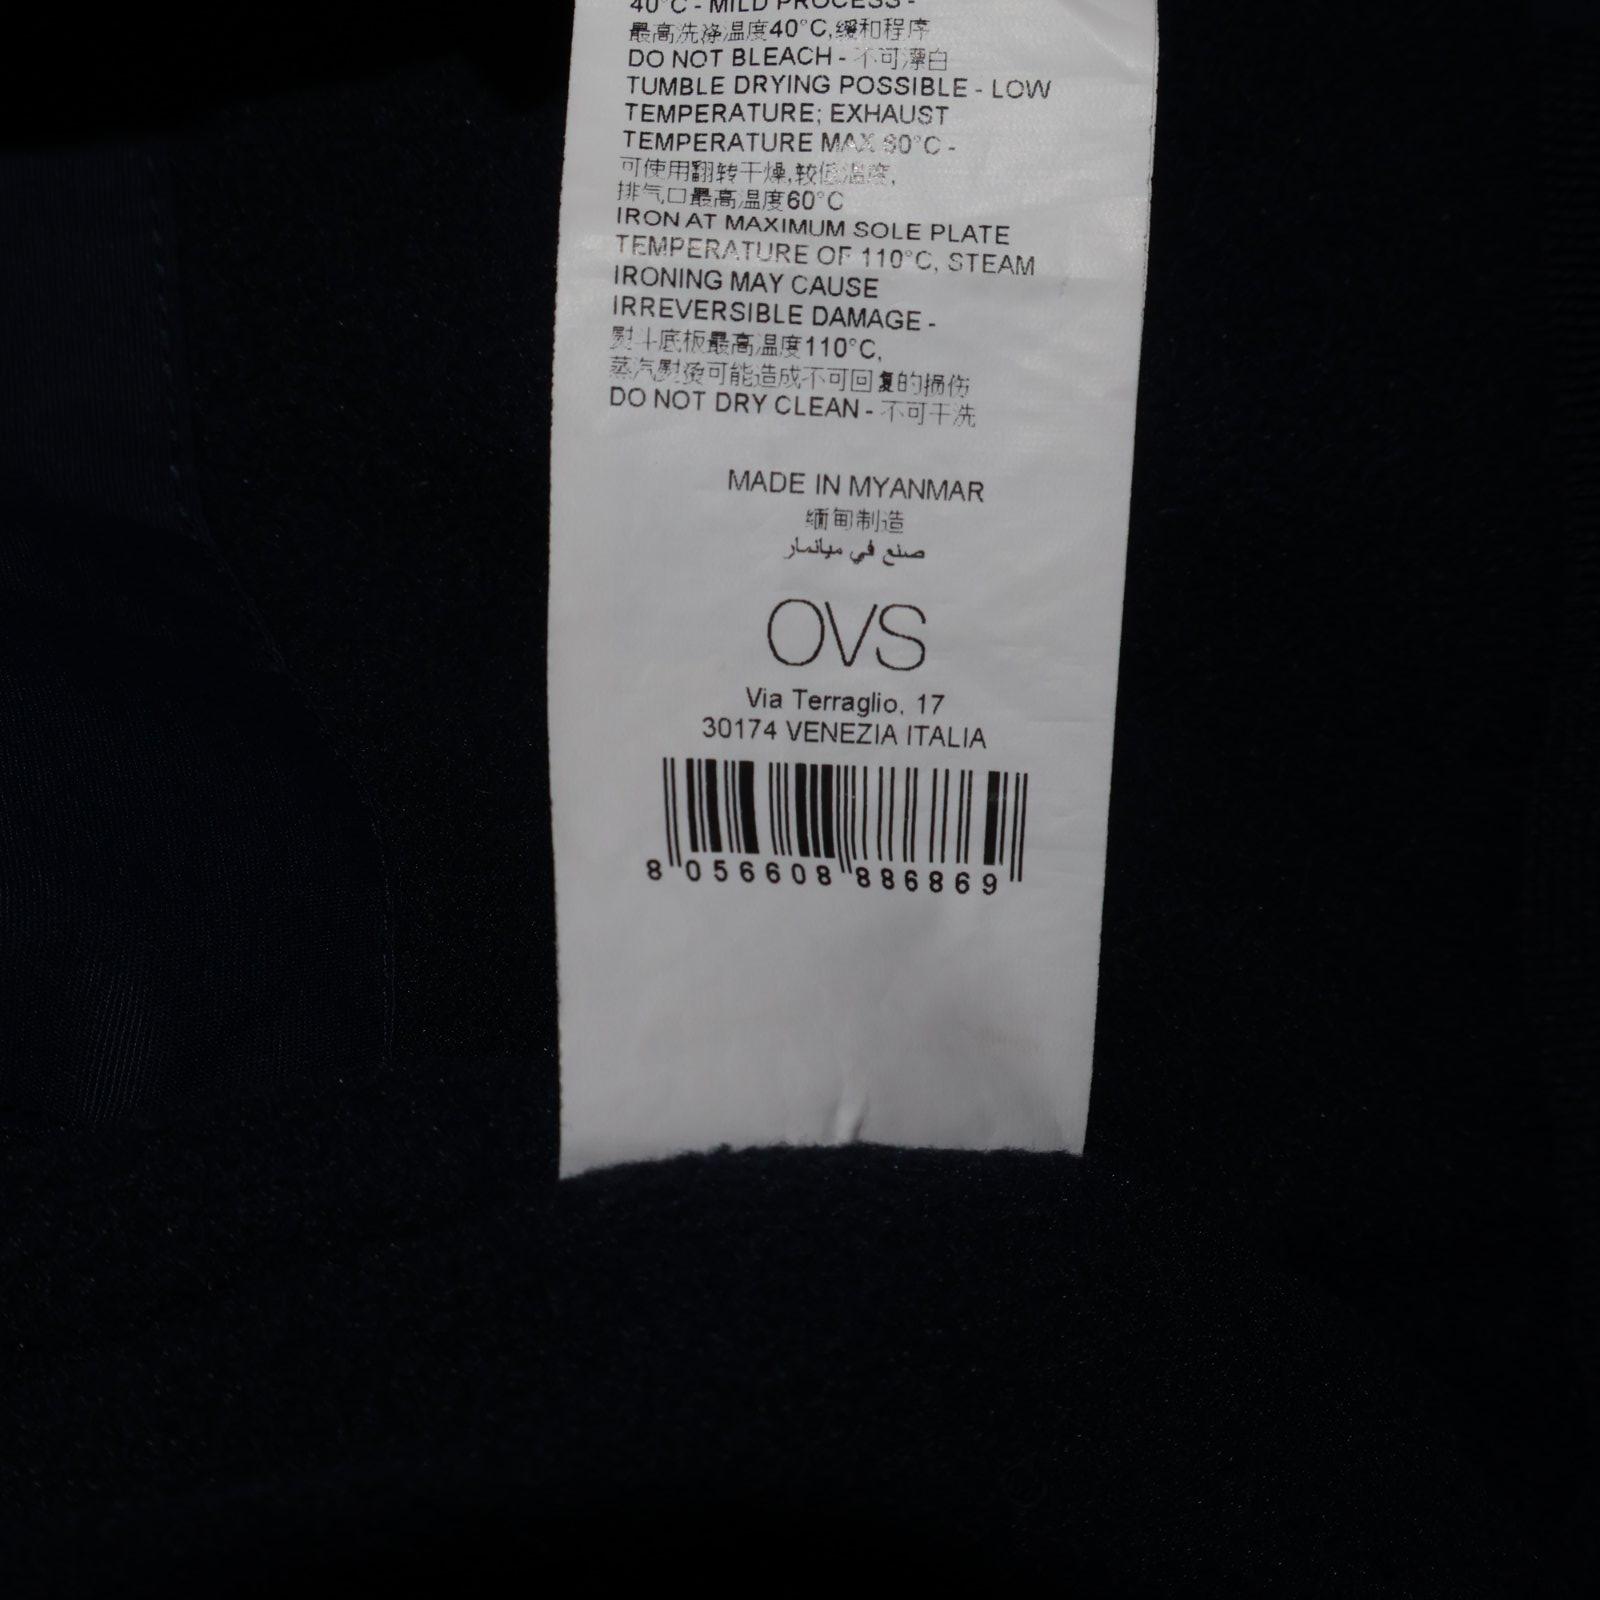 40°C - MILD PROCESS -
最高洗涤温度40°C,缓和程序
DO NOT BLEACH - 不可漂白
TUMBLE DRYING POSSIBLE - LOW
TEMPERATURE; EXHAUST
TEMPERATURE MAX 60°C -
可使用翻转干燥,较低温度,
排气口最高温度60°C
IRON AT MAXIMUM SOLE PLATE
TEMPERATURE OF 110°C, STEAM
IRONING MAY CAUSE
IRREVERSIBLE DAMAGE -
熨斗底板最高温度110°C,
蒸汽熨烫可能造成不可回复的损伤
DO NOT DRY CLEAN - 不可干洗
MADE IN MYANMAR
缅甸制造
صنع في ميانمار
OVS
Via Terraglio, 17
30174 VENEZIA ITALIA
8 056608 886869